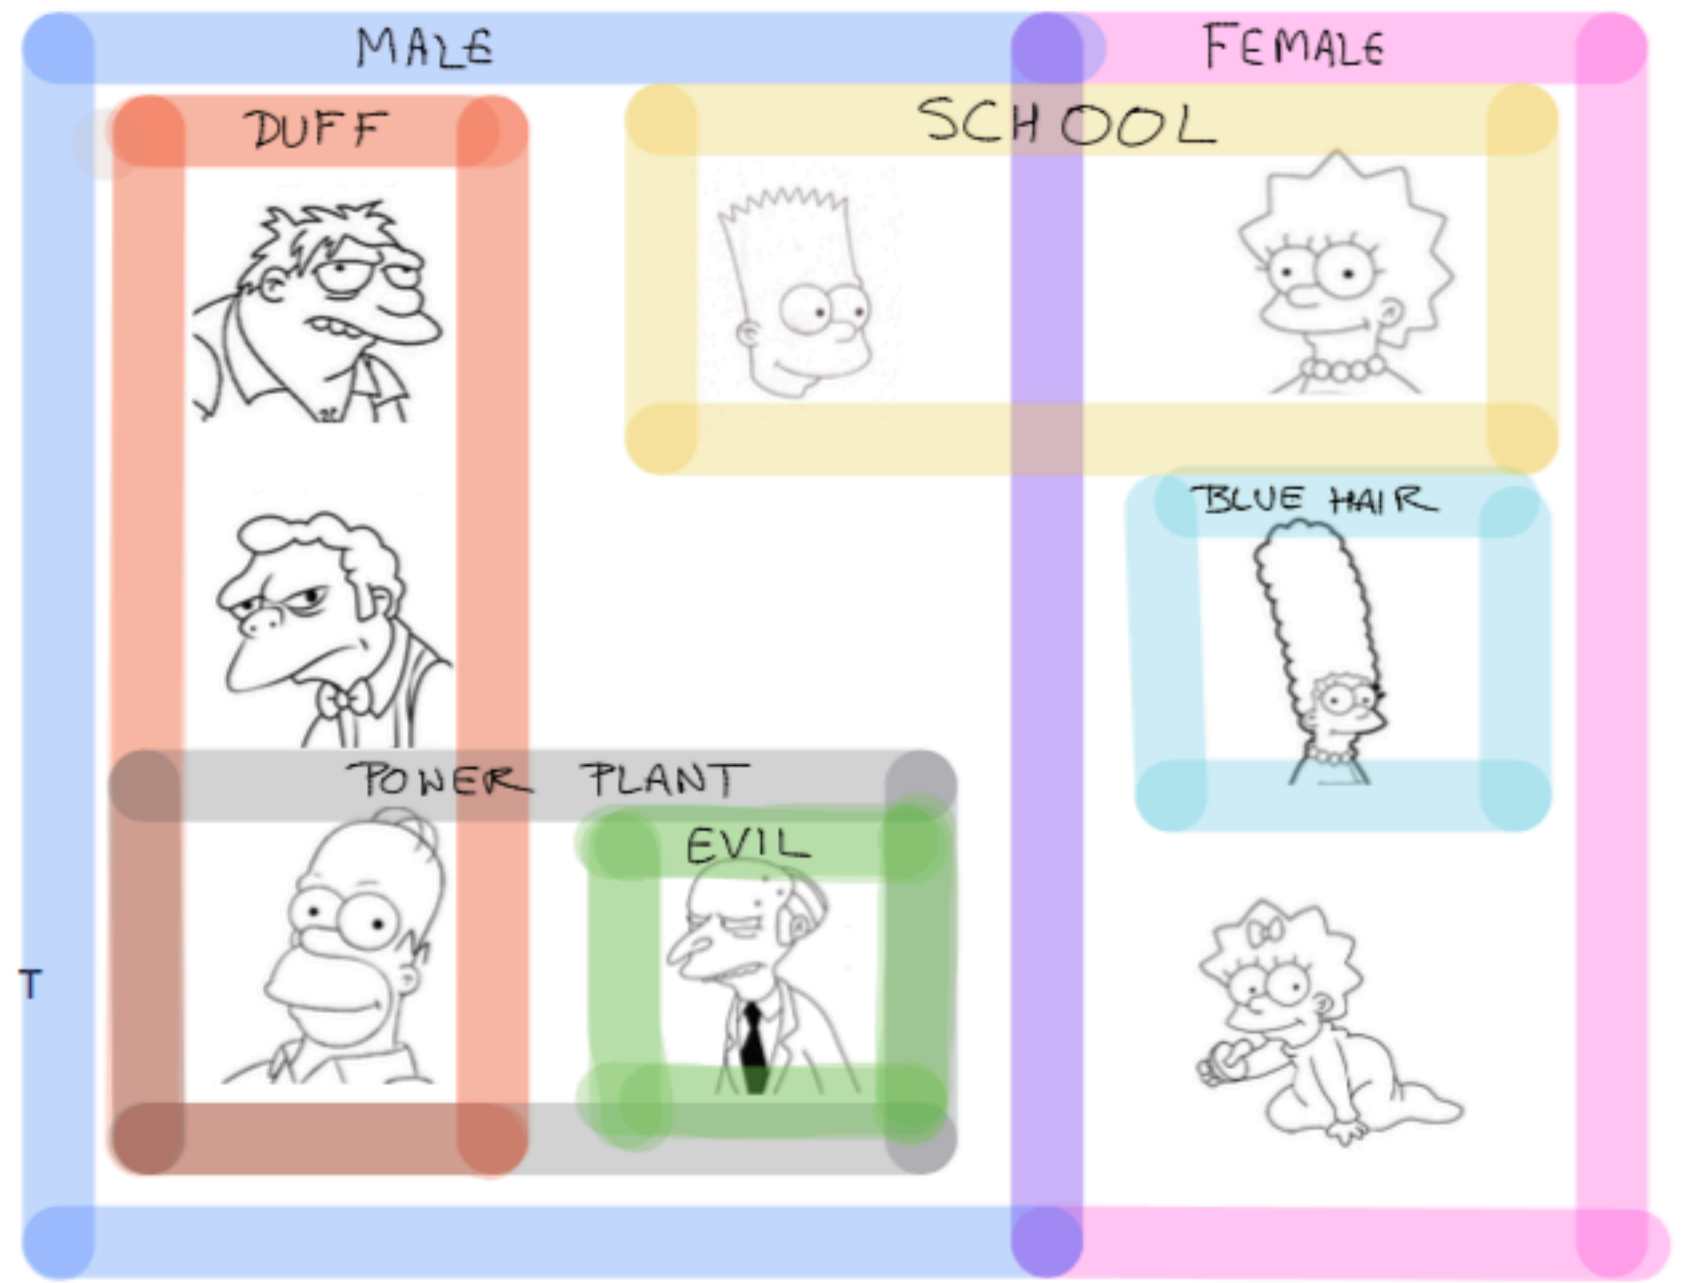 MALE
FEMALE
DUFF
SCHOOL
BLUE HAIR
POWER PLANT
EVIL
T